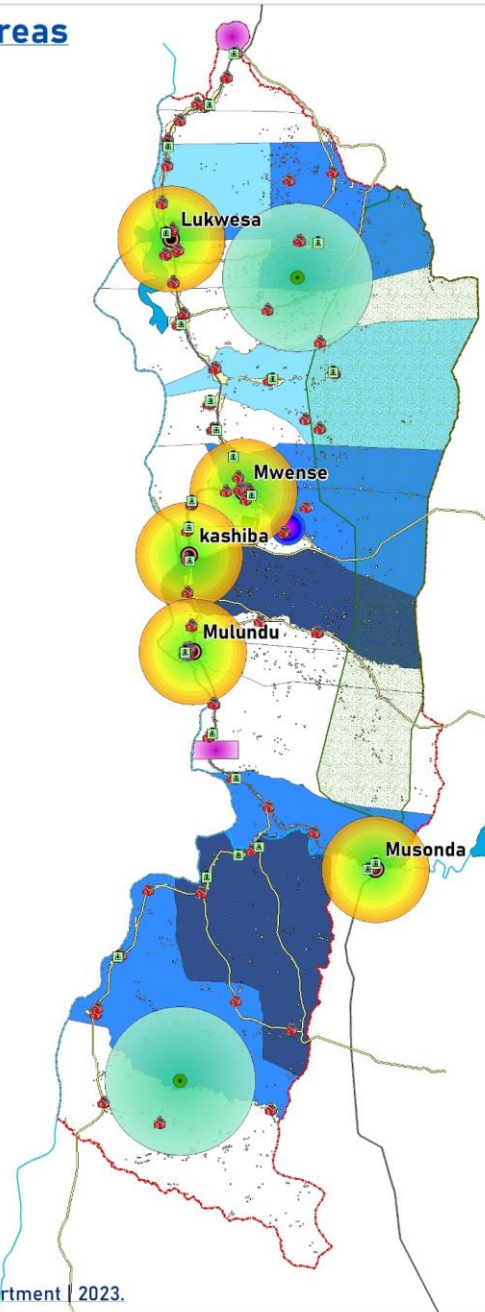 reas
Lukwesa
Mwense
kashiba
Mulundu
Musonda
rtment | 2023.